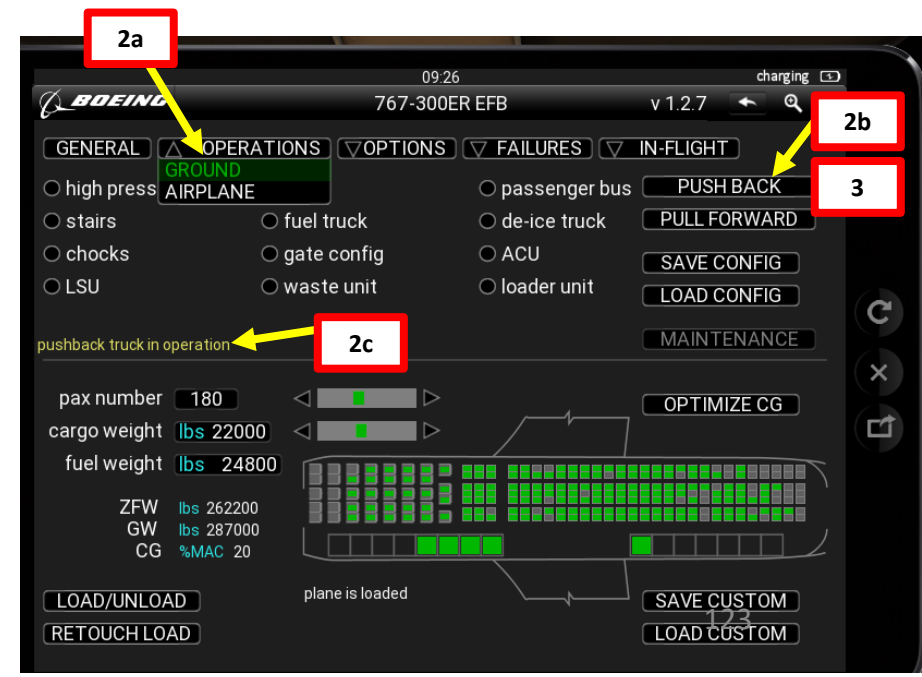 2a
09:26 charging
BOEING 767-300ER EFB v 1.2.7
2b
GENERAL OPERATIONS OPTIONS FAILURES IN-FLIGHT
GROUND
AIRPLANE
high press passenger bus PUSH BACK 3
stairs fuel truck de-ice truck PULL FORWARD
chocks gate config ACU SAVE CONFIG
LSU waste unit loader unit LOAD CONFIG
pushback truck in operation 2c MAINTENANCE
pax number 180 OPTIMIZE CG
cargo weight lbs 22000
fuel weight lbs 24800
ZFW lbs 262200
GW lbs 287000
CG %MAC 20
LOAD/UNLOAD plane is loaded SAVE CUSTOM
123
RETOUCH LOAD LOAD CUSTOM